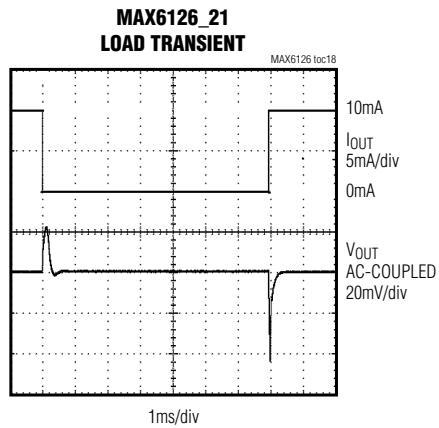 MAX6126_21
LOAD TRANSIENT
MAX6126 toc18
10mA
IOUT
5mA/div
0mA
VOUT
AC-COUPLED
20mV/div
1ms/div